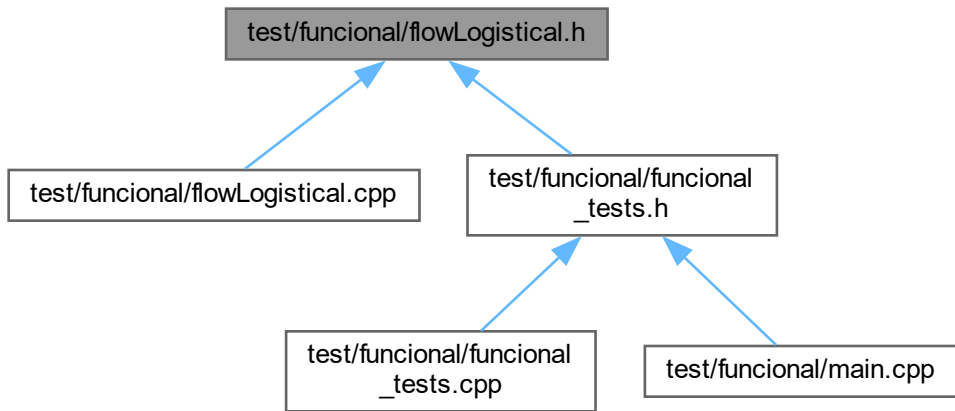 test/funcional/flowLogistical.h
test/funcional/flowLogistical.cpp
test/funcional/funcional
_tests.h
test/funcional/funcional
_tests.cpp
test/funcional/main.cpp